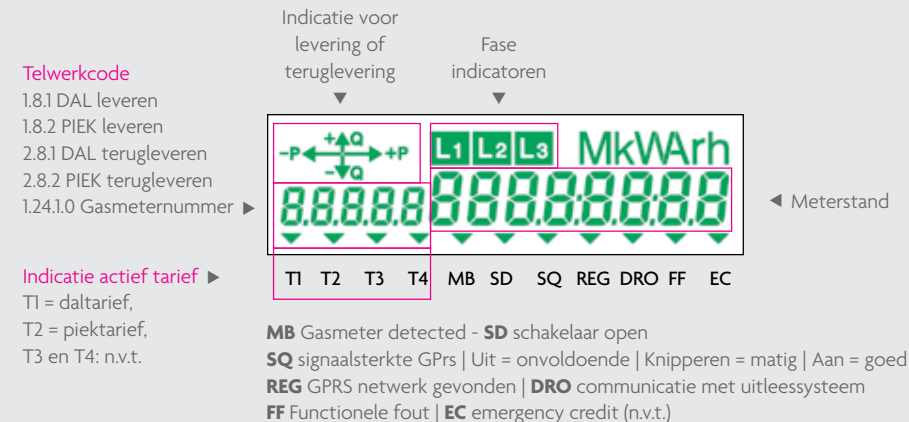 Indicatie voor
levering of
teruglevering
Fase
indicatoren
Telwerkcode
1.8.1 DAL leveren
1.8.2 PIEK leveren
2.8.1 DAL terugleveren
2.8.2 PIEK terugleveren
1.24.1.0 Gasmeternummer
-P +Q -Q +P L1 L2 L3 MkWArh
8.8.8.8.8 888.8.8.8.8.8
Meterstand
Indicatie actief tarief
T1 = daltarief,
T2 = piektarief,
T3 en T4: n.v.t.
T1 T2 T3 T4 MB SD SQ REG DRO FF EC
MB Gasmeter detected - SD schakelaar open
SQ signaalsterkte GPrs | Uit = onvoldoende | Knipperen = matig | Aan = goed
REG GPRS netwerk gevonden | DRO communicatie met uitleessysteem
FF Functionele fout | EC emergency credit (n.v.t.)